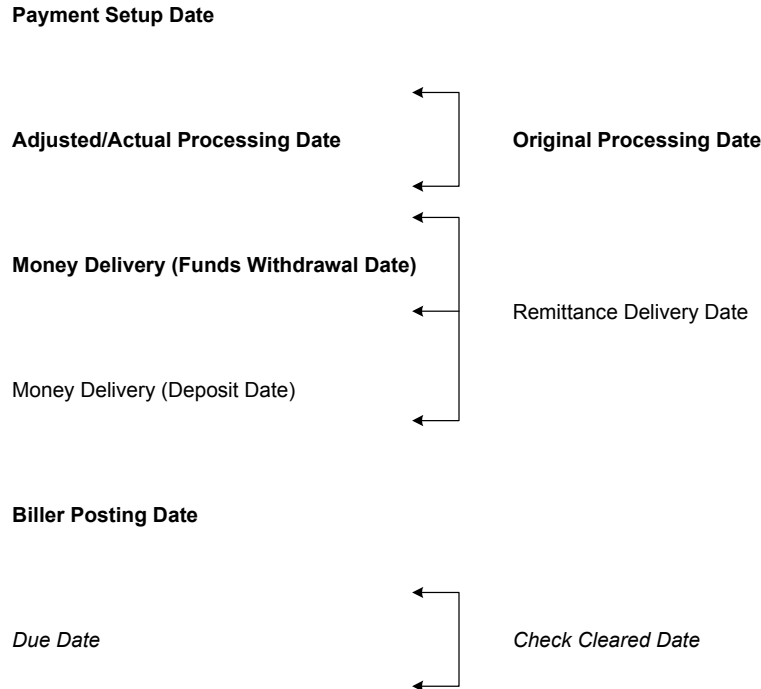 Payment Setup Date
Adjusted/Actual Processing Date
Original Processing Date
Money Delivery (Funds Withdrawal Date)
Remittance Delivery Date
Money Delivery (Deposit Date)
Biller Posting Date
Due Date
Check Cleared Date